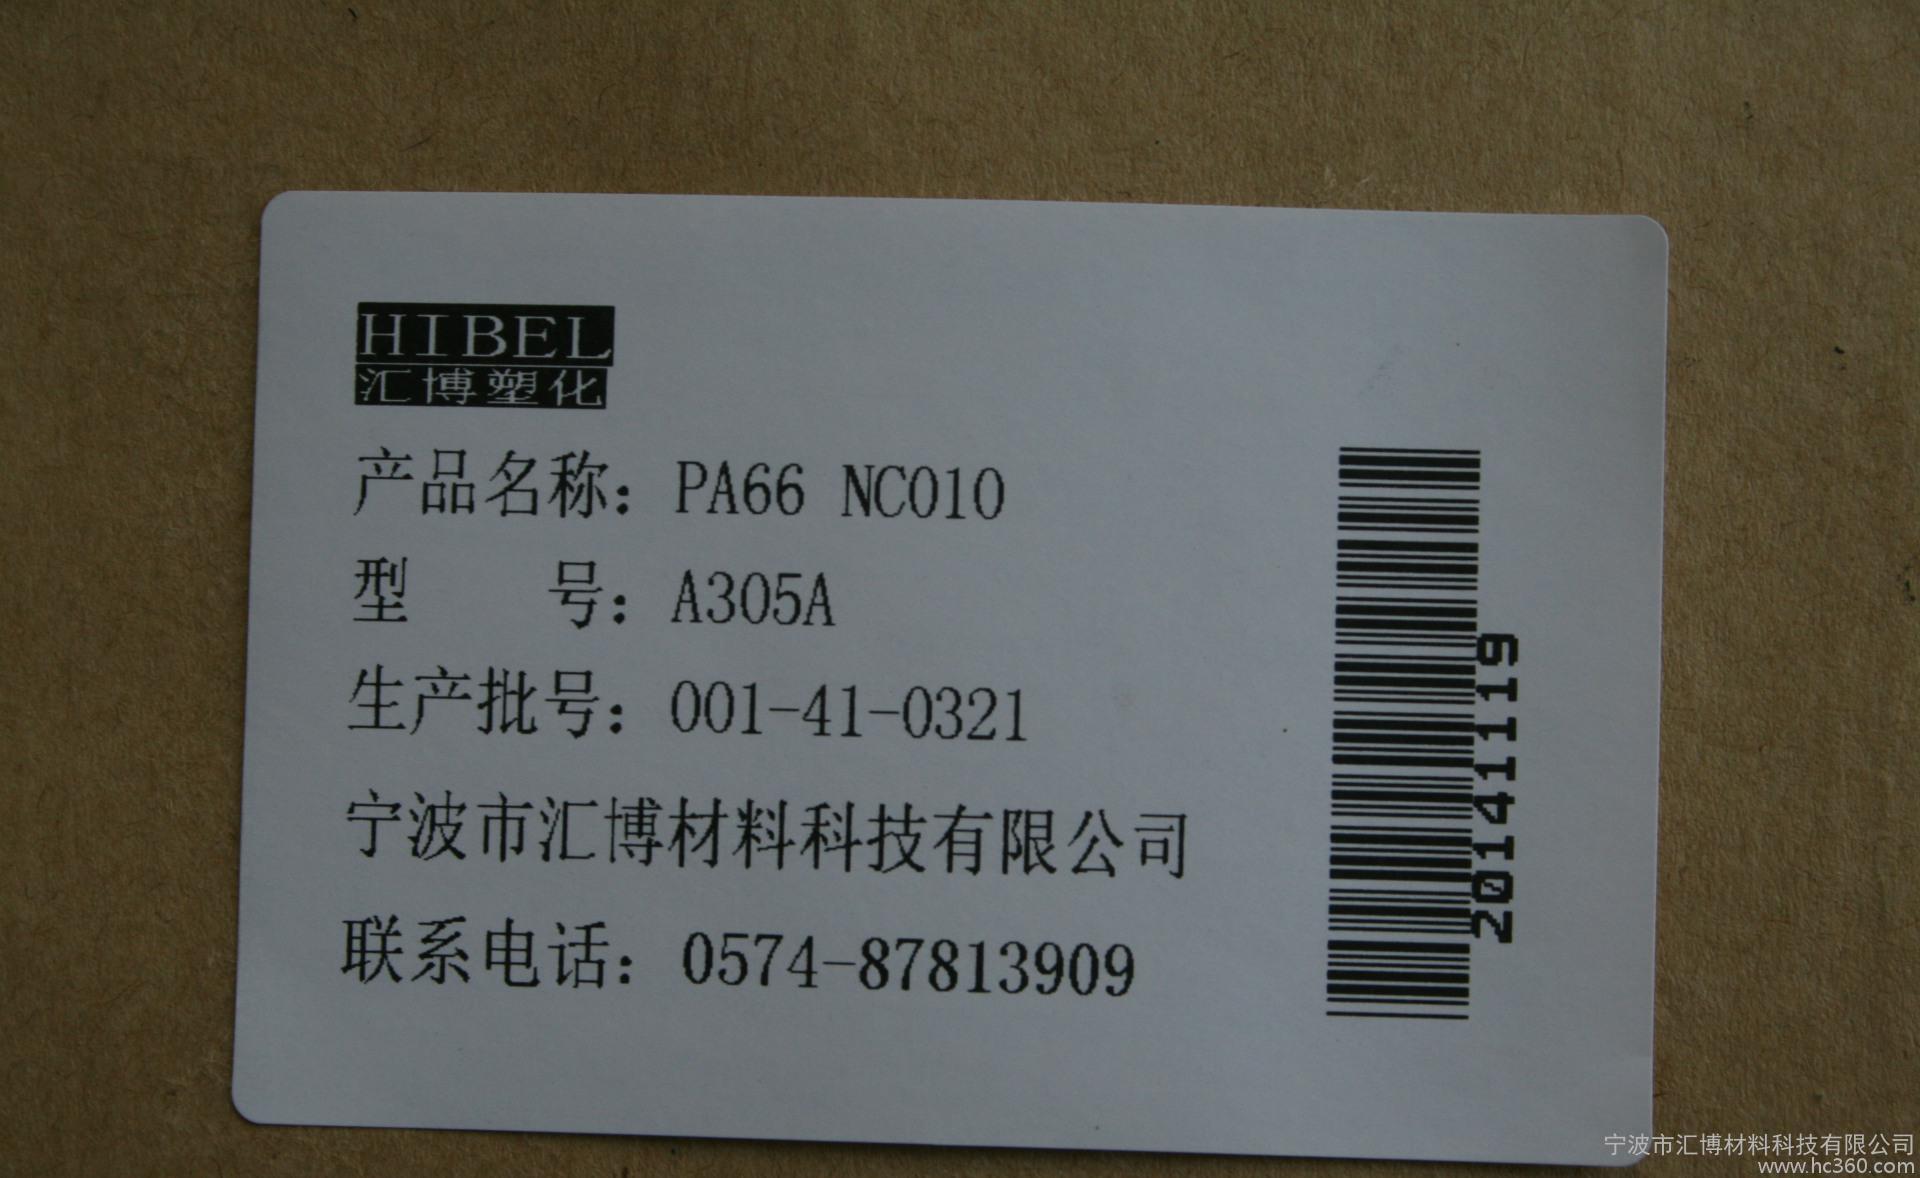 HIBEL
汇博塑化
产品名称：PA66 NC010
型　　号：A305A
生产批号：001-41-0321
宁波市汇博材料科技有限公司
联系电话：0574-87813909
20141119
宁波市汇博材料科技有限公司
www.hc360.com